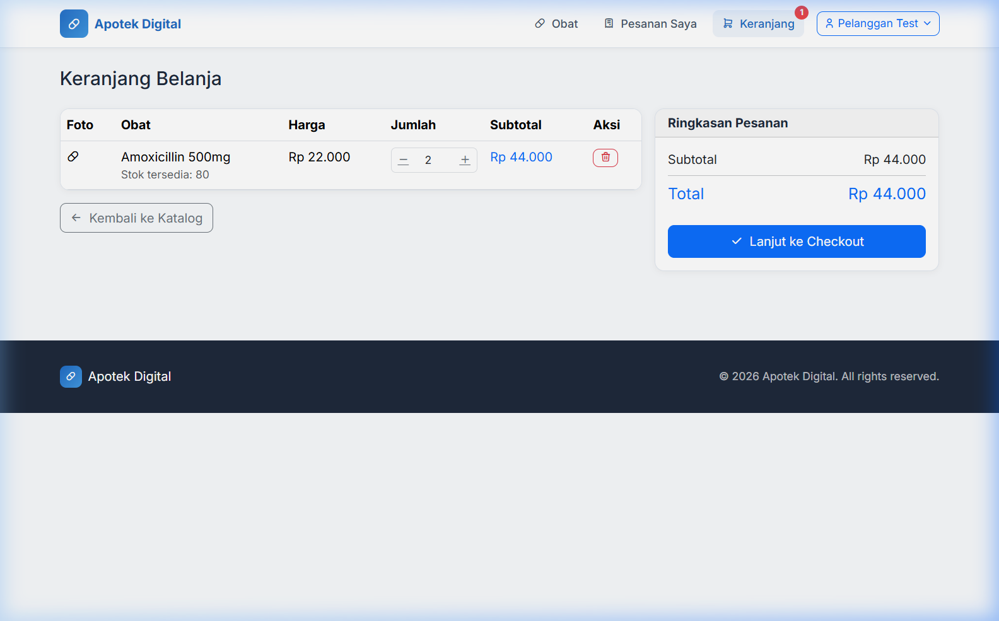 Apotek Digital
Obat
Pesanan Saya
Keranjang
1
Pelanggan Test
Keranjang Belanja
Foto Obat Harga Jumlah Subtotal Aksi
Amoxicillin 500mg Rp 22.000 2 Rp 44.000
Stok tersedia: 80
Kembali ke Katalog
Ringkasan Pesanan
Subtotal Rp 44.000
Total Rp 44.000
Lanjut ke Checkout
Apotek Digital
© 2026 Apotek Digital. All rights reserved.